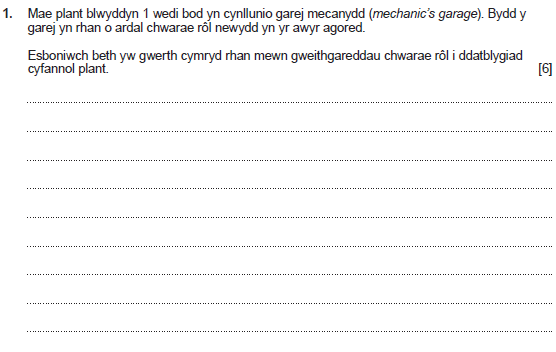 1. Mae plant blwyddyn 1 wedi bod yn cynllunio garej mecanydd (mechanic's garage). Bydd y
garej yn rhan o ardal chwarae rôl newydd yn yr awyr agored.
Esboniwch beth yw gwerth cymryd rhan mewn gweithgareddau chwarae rôl i ddatblygiad
cyfannol plant. [6]